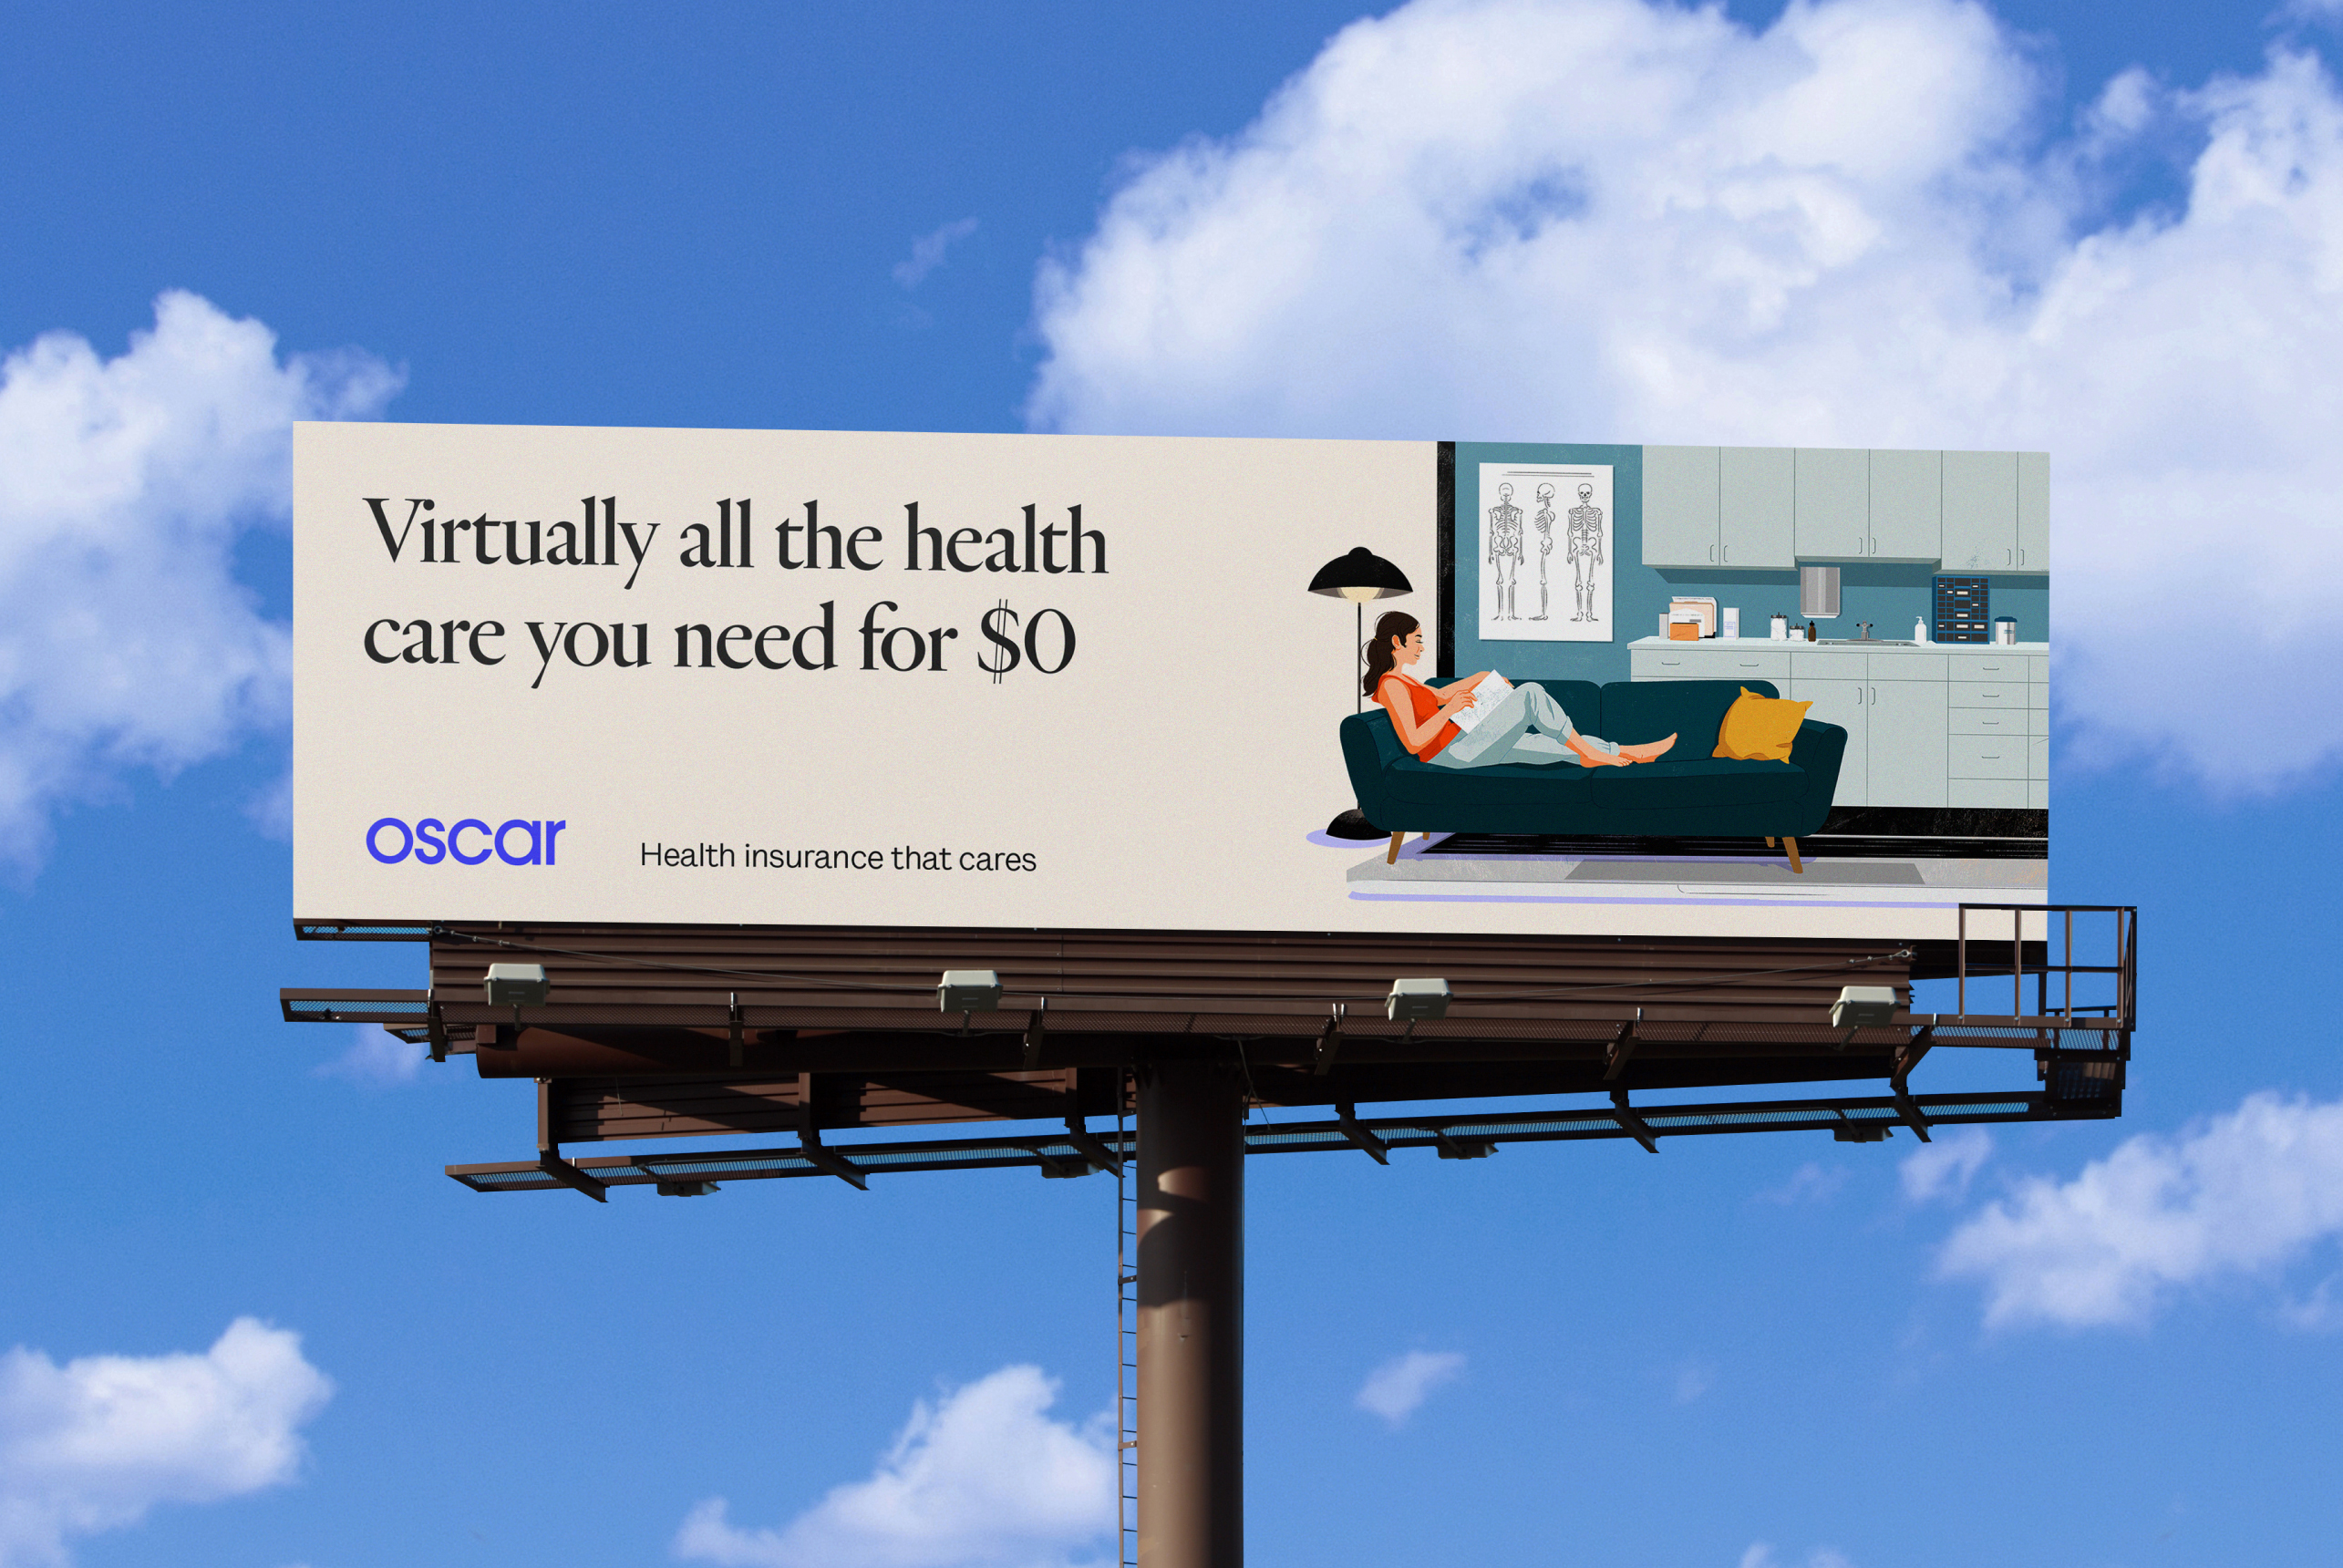 Virtually all the health
care you need for $0
oscar
Health insurance that cares